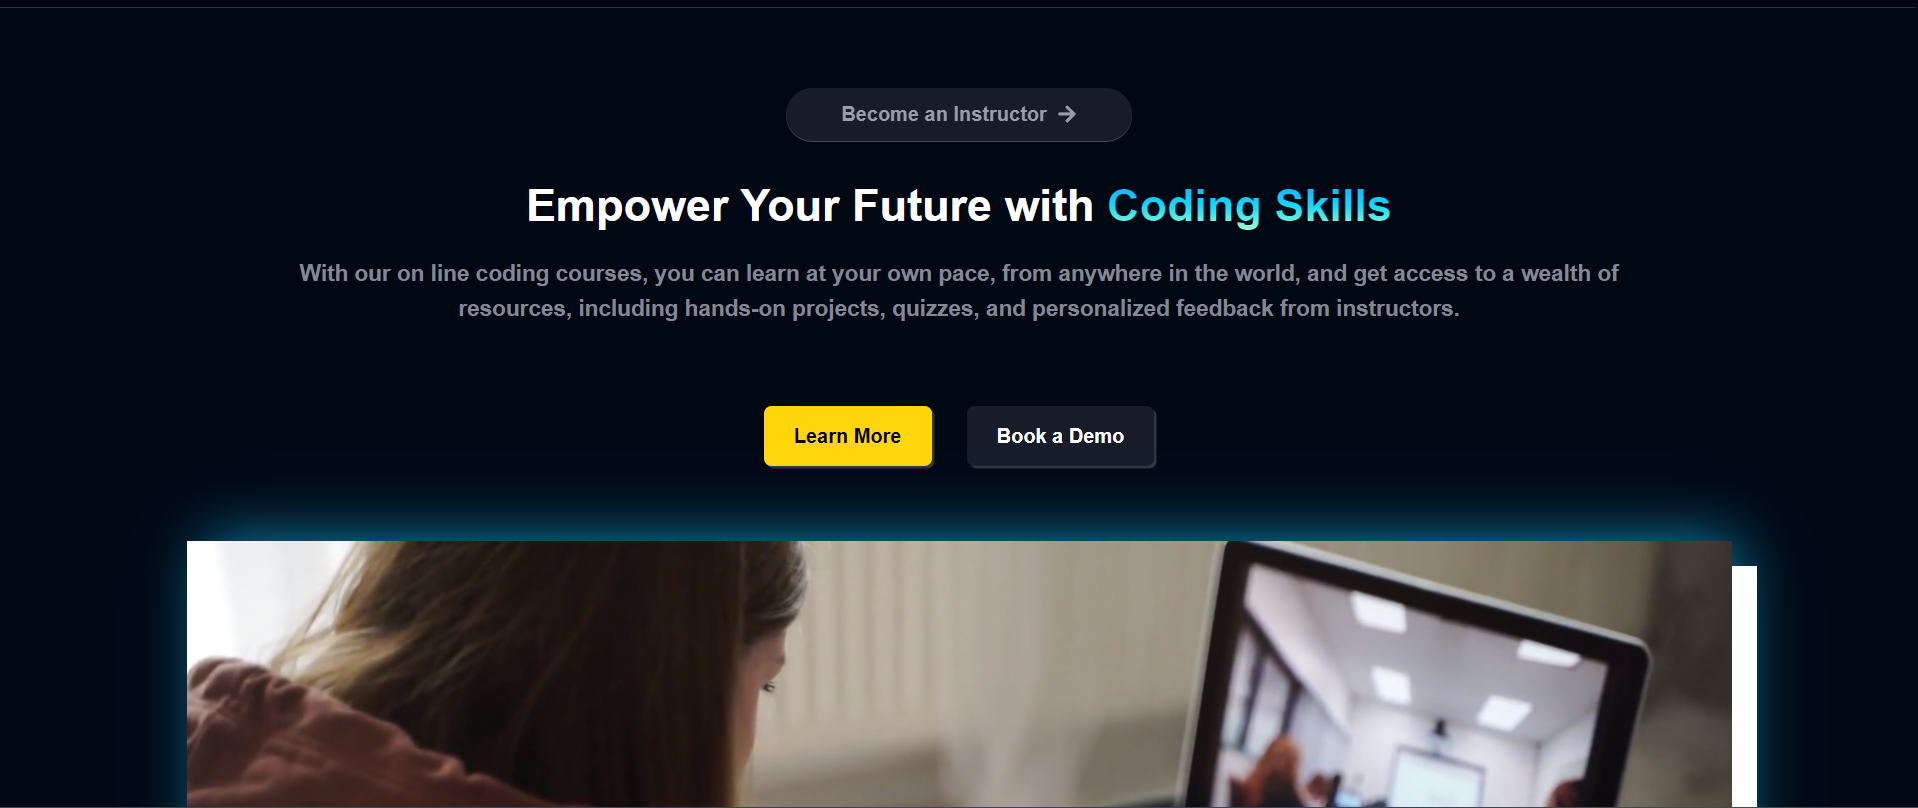 Become an Instructor →
Empower Your Future with Coding Skills
With our on line coding courses, you can learn at your own pace, from anywhere in the world, and get access to a wealth of
resources, including hands-on projects, quizzes, and personalized feedback from instructors.
Learn More
Book a Demo